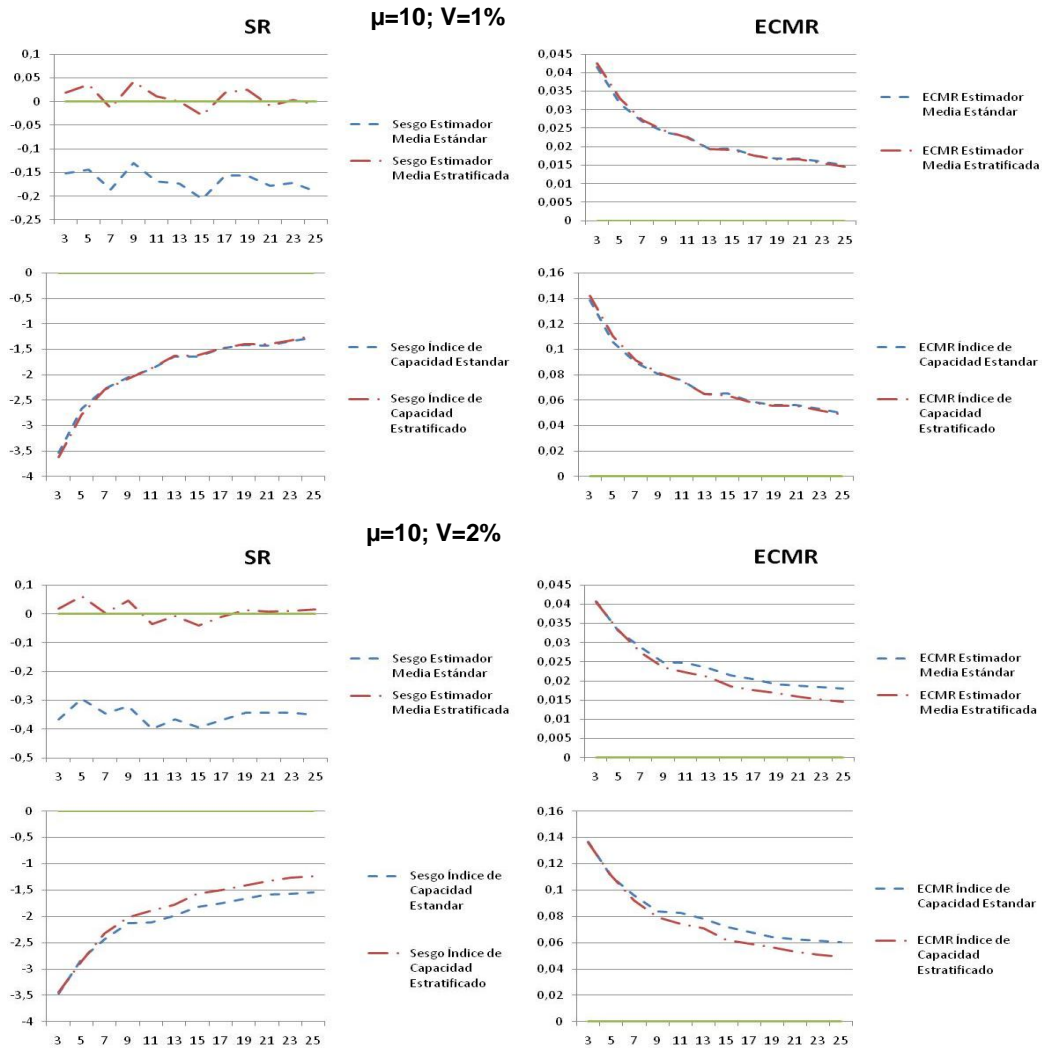 µ=10; V=1%
SR
0,1
0,05
0
-0,05
-0,1
-0,15
-0,2
-0,25
3 5 7 9 11 13 15 17 19 21 23 25
Sesgo Estimador
Media Estándar
Sesgo Estimador
Media Estratificada
ECMR
0,045
0,04
0,035
0,03
0,025
0,02
0,015
0,01
0,005
0
3 5 7 9 11 13 15 17 19 21 23 25
ECMR Estimador
Media Estándar
ECMR Estimador
Media Estratificada
0
-0,5
-1
-1,5
-2
-2,5
-3
-3,5
-4
3 5 7 9 11 13 15 17 19 21 23 25
Sesgo Índice de
Capacidad Estandar
Sesgo Índice de
Capacidad
Estratificado
0,16
0,14
0,12
0,1
0,08
0,06
0,04
0,02
0
3 5 7 9 11 13 15 17 19 21 23 25
ECMR Índice de
Capacidad Estandar
ECMR Índice de
Capacidad
Estratificado
µ=10; V=2%
SR
0,1
0
-0,1
-0,2
-0,3
-0,4
-0,5
3 5 7 9 11 13 15 17 19 21 23 25
Sesgo Estimador
Media Estándar
Sesgo Estimador
Media Estratificada
ECMR
0,045
0,04
0,035
0,03
0,025
0,02
0,015
0,01
0,005
0
3 5 7 9 11 13 15 17 19 21 23 25
ECMR Estimador
Media Estándar
ECMR Estimador
Media Estratificada
0
-0,5
-1
-1,5
-2
-2,5
-3
-3,5
-4
3 5 7 9 11 13 15 17 19 21 23 25
Sesgo Índice de
Capacidad
Estandar
Sesgo Índice de
Capacidad
Estratificado
0,16
0,14
0,12
0,1
0,08
0,06
0,04
0,02
0
3 5 7 9 11 13 15 17 19 21 23 25
ECMR Índice de
Capacidad Estandar
ECMR Índice de
Capacidad
Estratificado